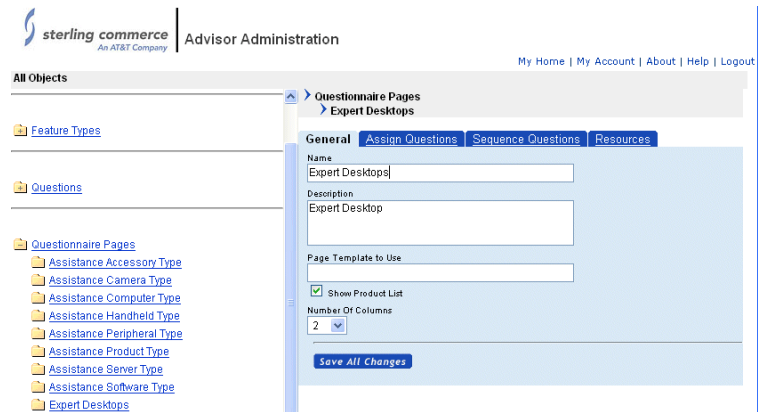 sterling commerce
An AT&T Company
Advisor Administration
My Home | My Account | About | Help | Logout
All Objects
Feature Types
Questions
Questionnaire Pages
Assistance Accessory Type
Assistance Camera Type
Assistance Computer Type
Assistance Handheld Type
Assistance Peripheral Type
Assistance Product Type
Assistance Server Type
Assistance Software Type
Expert Desktops
Questionnaire Pages
Expert Desktops
General Assign Questions Sequence Questions Resources
Name
Expert Desktops
Description
Expert Desktop
Page Template to Use
Show Product List
Number Of Columns
2
Save All Changes